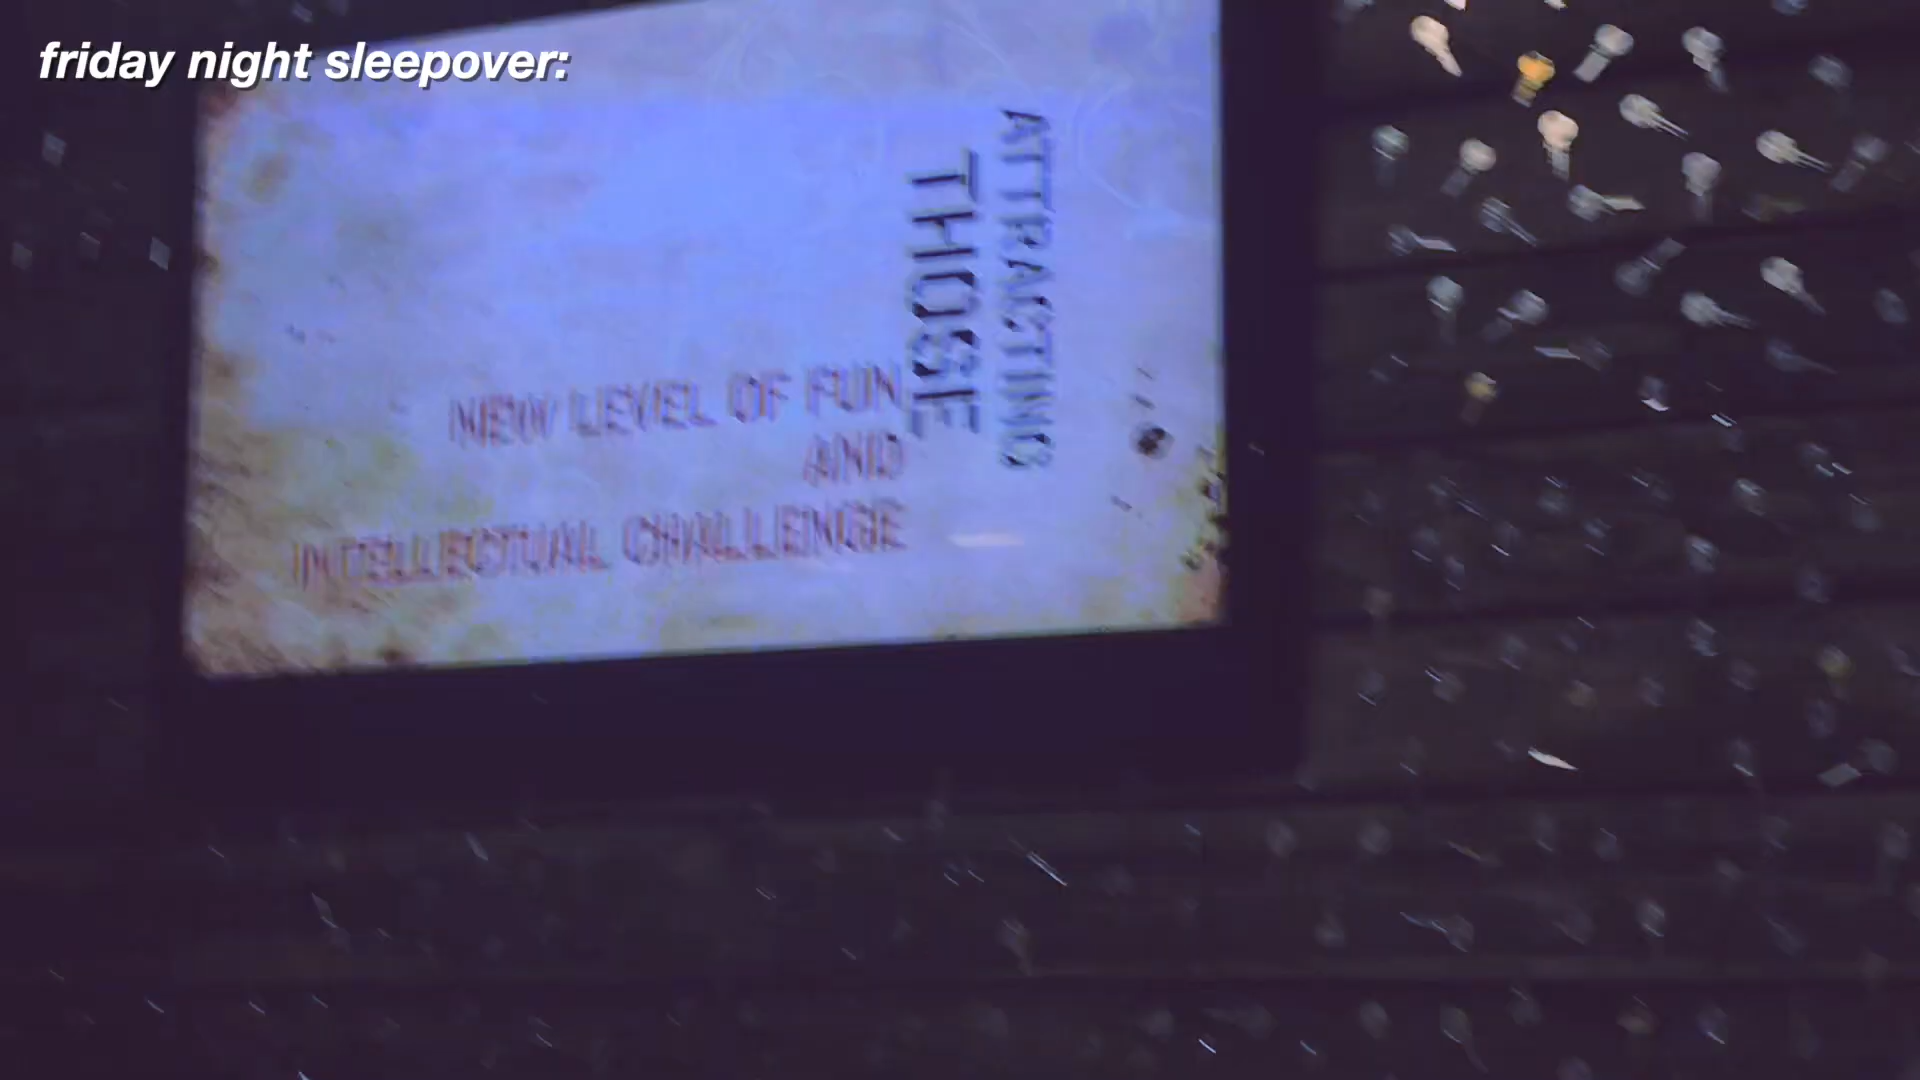 friday night sleepover:
ATTRACTING
THOSE
NEW LEVEL OF FUN
AND
INTELLECTUAL CHALLENGE